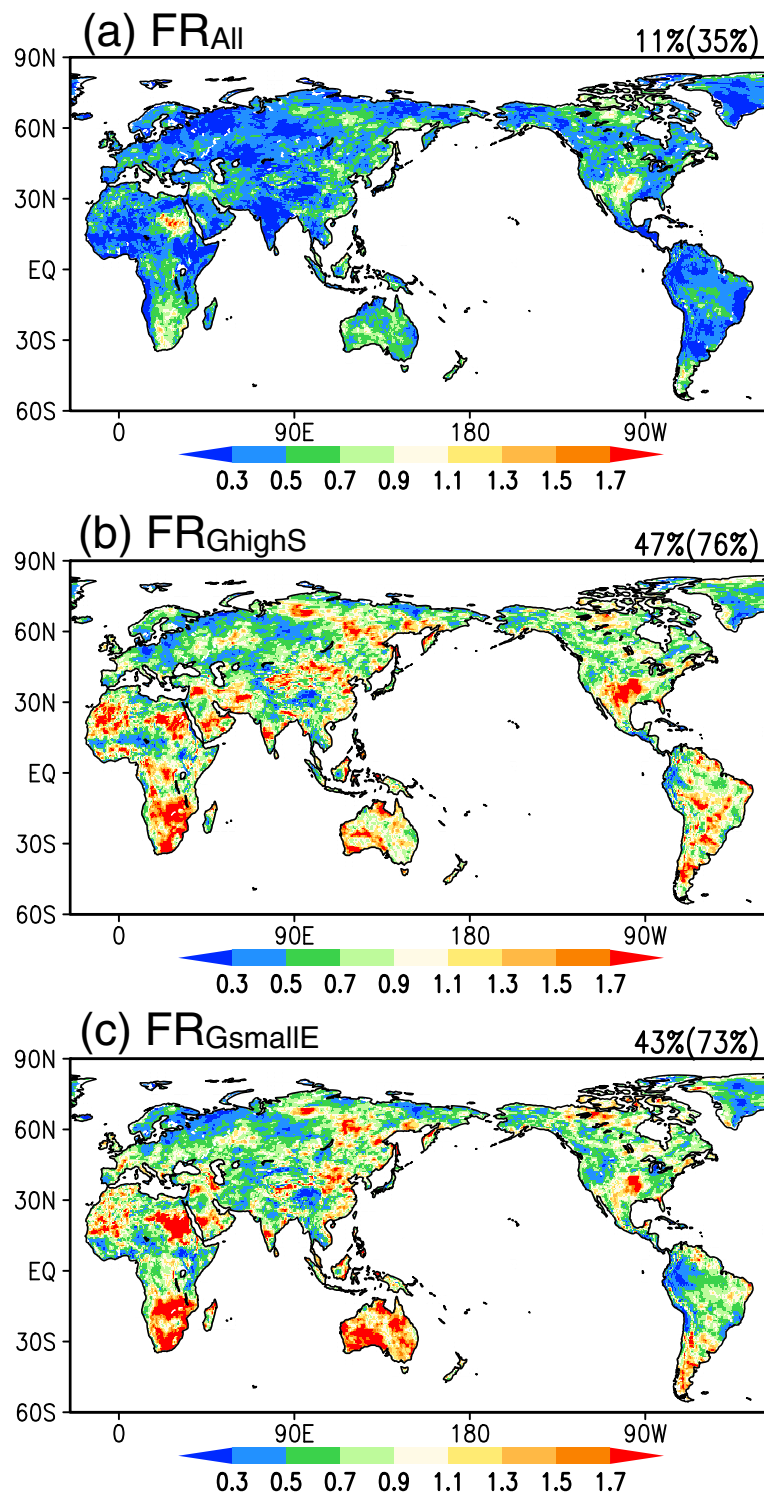 (a) FRAll 11%(35%)
90N
60N
30N
EQ
30S
60S
0 90E 180 90W
0.3 0.5 0.7 0.9 1.1 1.3 1.5 1.7
(b) FRGhighS 47%(76%)
90N
60N
30N
EQ
30S
60S
0 90E 180 90W
0.3 0.5 0.7 0.9 1.1 1.3 1.5 1.7
(c) FRGsmallE 43%(73%)
90N
60N
30N
EQ
30S
60S
0 90E 180 90W
0.3 0.5 0.7 0.9 1.1 1.3 1.5 1.7